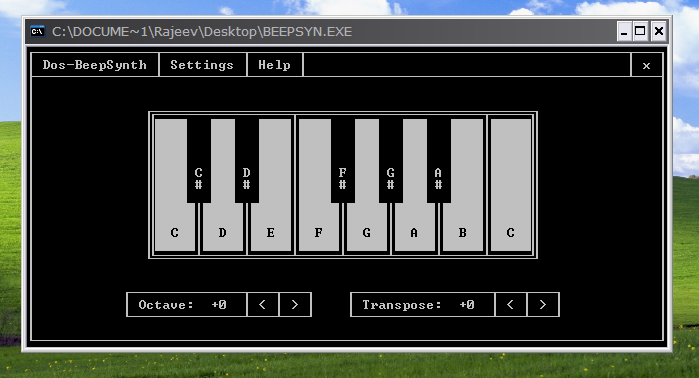 C:\DOCUME~1\Rajeev\Desktop\BEEPSYN.EXE
Dos-BeepSynth Settings Help x
C# D# F# G# A#
C D E F G A B C
Octave: +0 < > Transpose: +0 < >